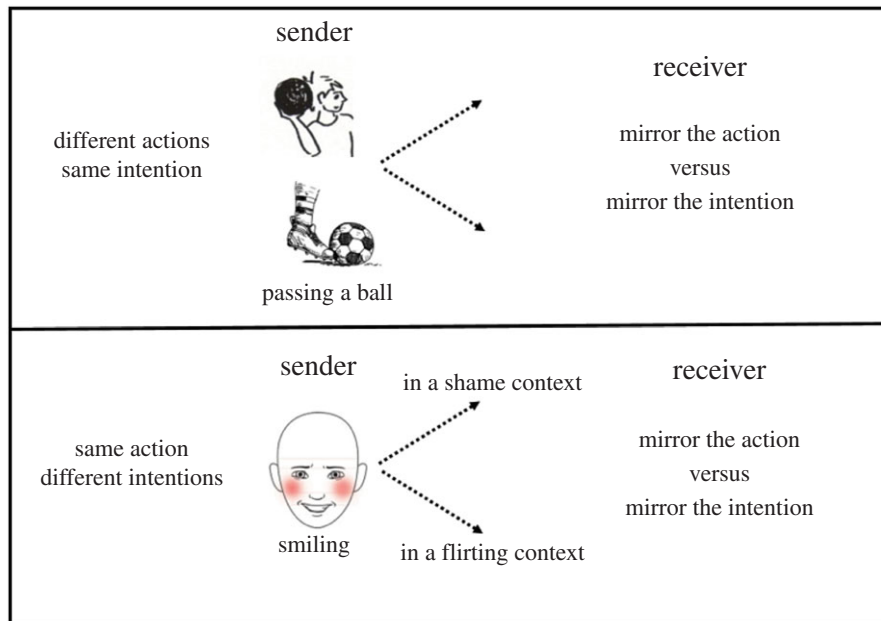 sender
receiver
different actions
same intention
mirror the action
versus
mirror the intention
passing a ball
sender
in a shame context
receiver
same action
different intentions
mirror the action
versus
mirror the intention
smiling
in a flirting context